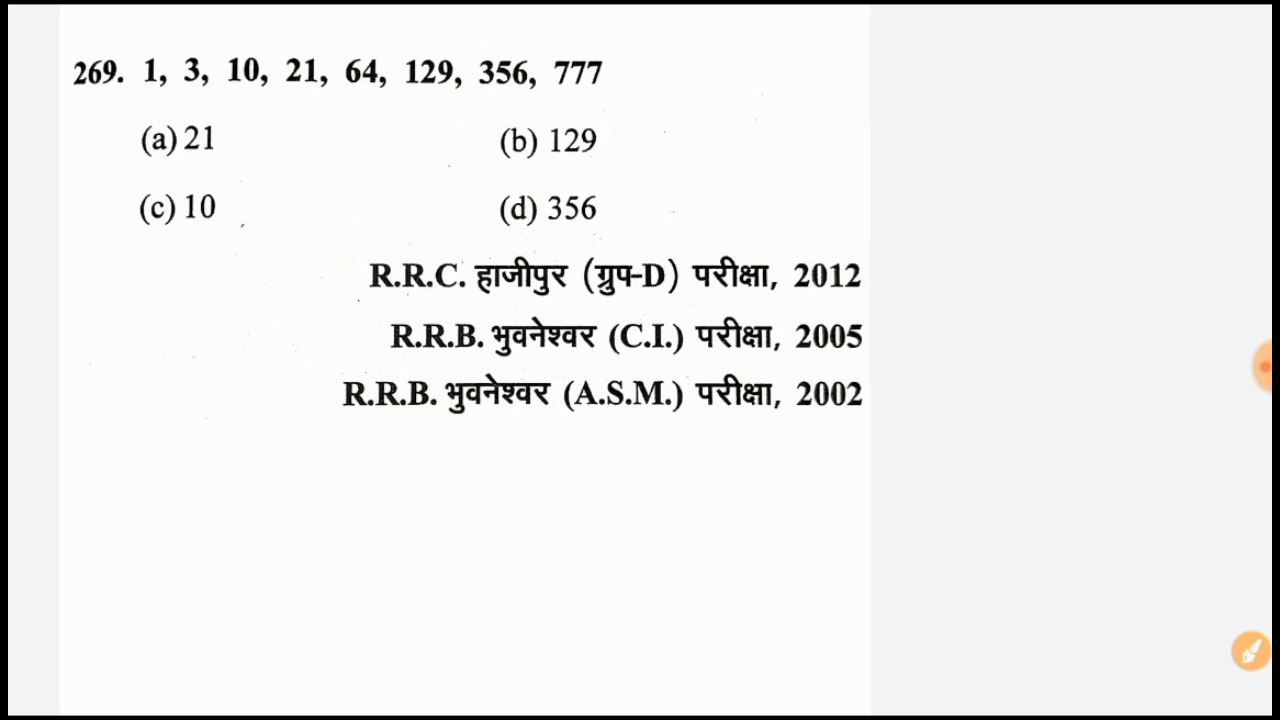 269. 1, 3, 10, 21, 64, 129, 356, 777
(a) 21 (b) 129
(c) 10 (d) 356
R.R.C. हाजीपुर (ग्रुप-D) परीक्षा, 2012
R.R.B. भुवनेश्वर (C.I.) परीक्षा, 2005
R.R.B. भुवनेश्वर (A.S.M.) परीक्षा, 2002